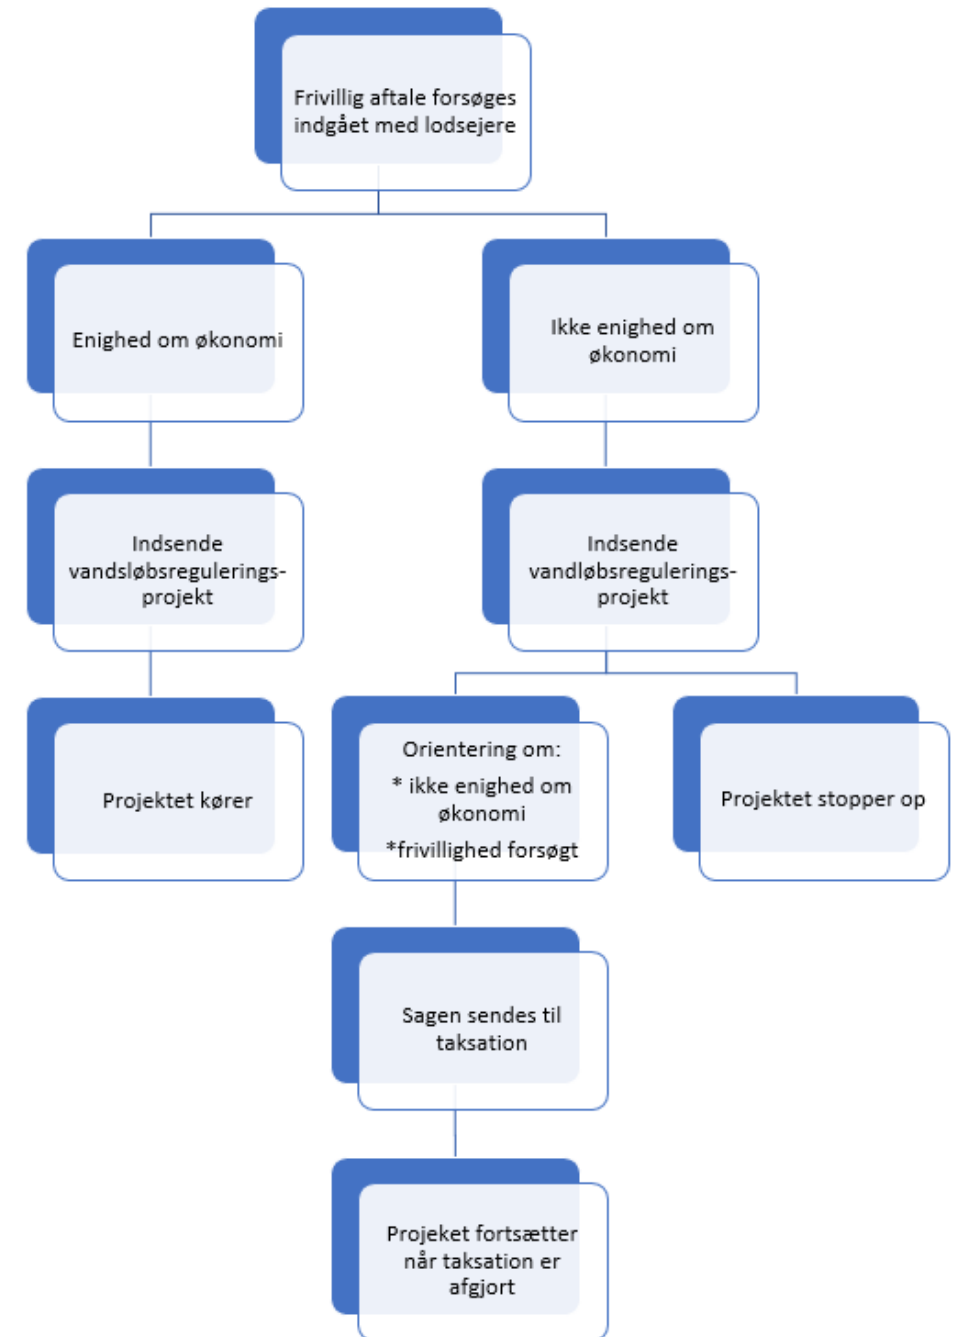 Frivillig aftale forsøges
indgået med lodsejere
Enighed om økonomi
Ikke enighed om
økonomi
Indsende
vandsløbsregulerings-
projekt
Indsende
vandløbsregulerings-
projekt
Projektet kører
Orientering om:
* ikke enighed om
økonomi
*frivillighed forsøgt
Projektet stopper op
Sagen sendes til
taksation
Projeket fortsætter
når taksation er
afgjort